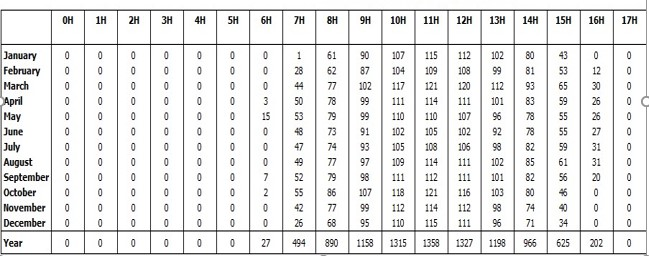 0H 1H 2H 3H 4H 5H 6H 7H 8H 9H 10H 11H 12H 13H 14H 15H 16H 17H
January 0 0 0 0 0 0 0 1 61 90 107 115 112 102 80 43 0 0
February 0 0 0 0 0 0 0 28 62 87 104 109 108 99 81 53 12 0
March 0 0 0 0 0 0 0 44 77 102 117 121 120 112 93 65 30 0
April 0 0 0 0 0 0 3 50 78 99 111 114 111 101 83 59 26 0
May 0 0 0 0 0 0 15 53 79 99 110 110 107 96 78 55 26 0
June 0 0 0 0 0 0 0 48 73 91 102 105 102 92 78 55 27 0
July 0 0 0 0 0 0 0 47 74 93 105 108 106 98 82 59 31 0
August 0 0 0 0 0 0 0 49 77 97 109 114 111 102 85 61 31 0
September 0 0 0 0 0 0 7 52 79 98 111 112 111 101 82 56 20 0
October 0 0 0 0 0 0 2 55 86 107 118 121 116 103 80 46 0 0
November 0 0 0 0 0 0 0 42 77 99 112 114 112 98 74 40 0 0
December 0 0 0 0 0 0 0 26 68 95 110 115 111 96 71 34 0 0
Year 0 0 0 0 0 0 27 494 890 1158 1315 1358 1327 1198 966 625 202 0